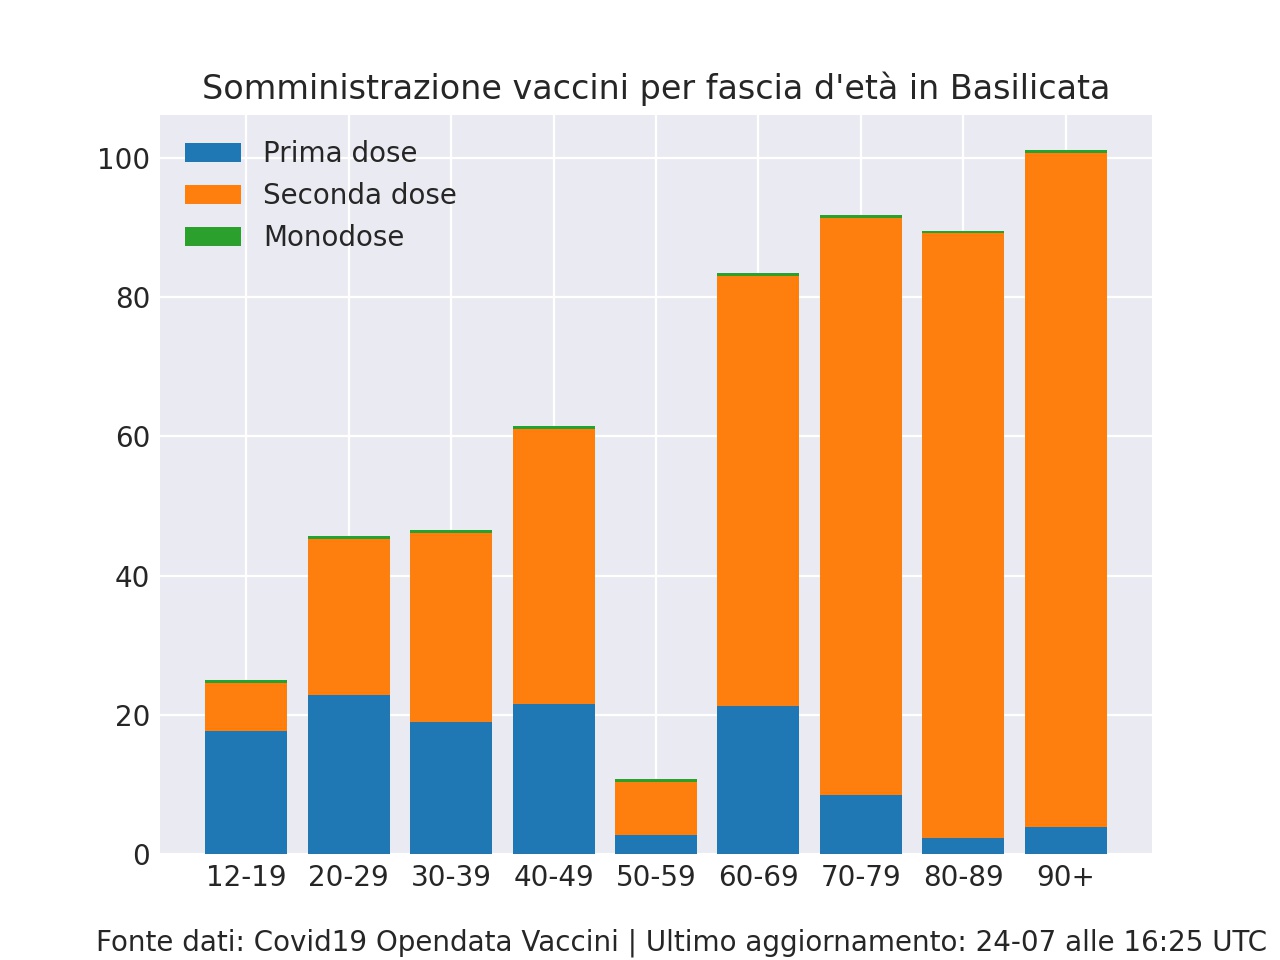 Somministrazione vaccini per fascia d'età in Basilicata
Prima dose
Seconda dose
Monodose
100
80
60
40
20
0
12-19 20-29 30-39 40-49 50-59 60-69 70-79 80-89 90+
Fonte dati: Covid19 Opendata Vaccini | Ultimo aggiornamento: 24-07 alle 16:25 UTC